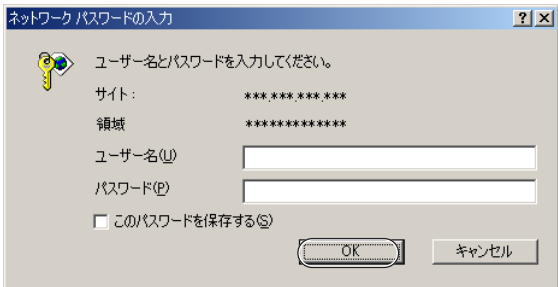 ネットワーク パスワードの入力
ユーザー名とパスワードを入力してください。
サイト: ***.***.***.***
領域 *************
ユーザー名(U)
パスワード(P)
このパスワードを保存する(S)
OK キャンセル